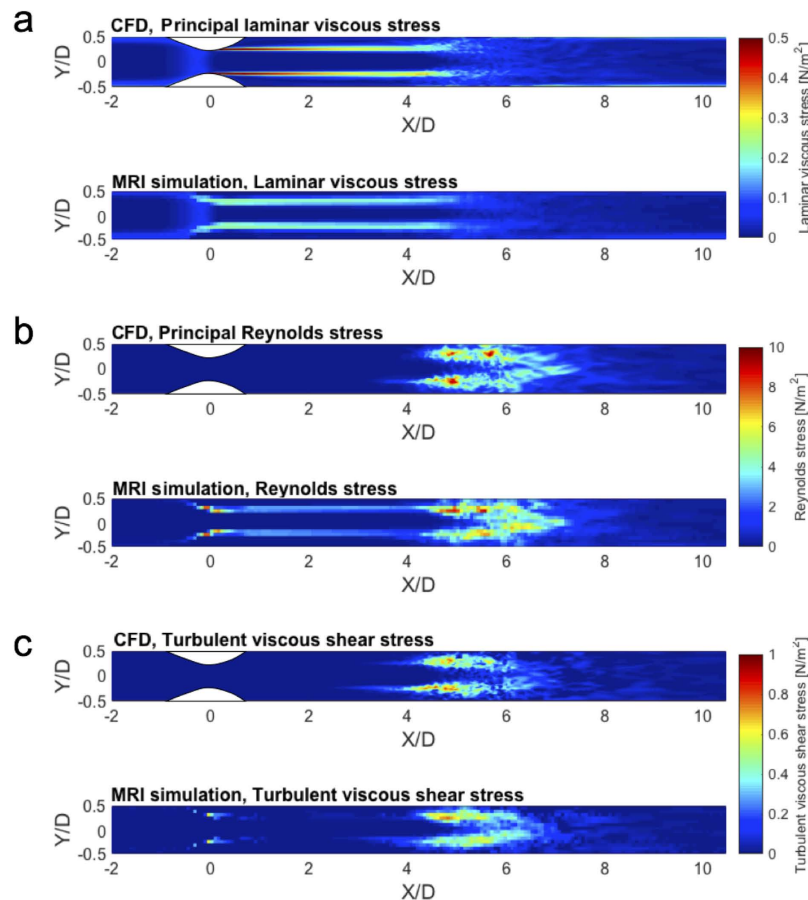 a
CFD, Principal laminar viscous stress
Y/D
0.5
0
-0.5
-2 0 2 4 6 8 10
X/D
MRI simulation, Laminar viscous stress
Y/D
0.5
0
-0.5
-2 0 2 4 6 8 10
X/D
0.5
0.4
0.3
0.2
0.1
0
Laminar viscous stress [N/m²]
b
CFD, Principal Reynolds stress
Y/D
0.5
0
-0.5
-2 0 2 4 6 8 10
X/D
MRI simulation, Reynolds stress
Y/D
0.5
0
-0.5
-2 0 2 4 6 8 10
X/D
10
8
6
4
2
0
Reynolds stress [N/m²]
c
CFD, Turbulent viscous shear stress
Y/D
0.5
0
-0.5
-2 0 2 4 6 8 10
X/D
MRI simulation, Turbulent viscous shear stress
Y/D
0.5
0
-0.5
-2 0 2 4 6 8 10
X/D
1
0.8
0.6
0.4
0.2
0
Turbulent viscous shear stress [N/m²]